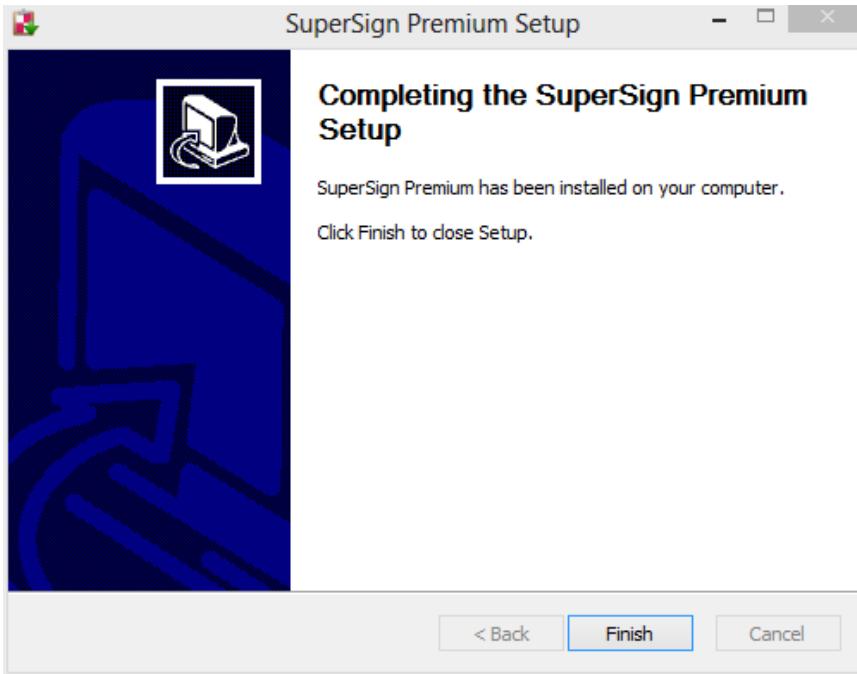 SuperSign Premium Setup
Completing the SuperSign Premium
Setup
SuperSign Premium has been installed on your computer.
Click Finish to close Setup.
< Back
Finish
Cancel